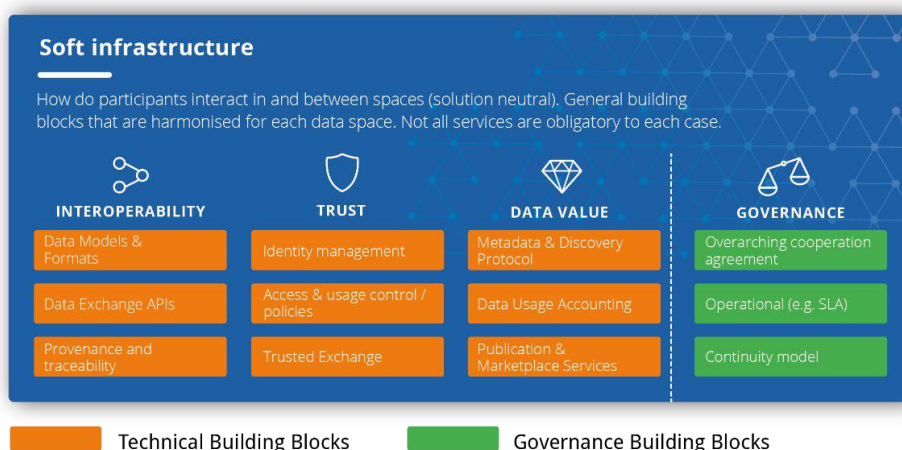 Soft infrastructure
How do participants interact in and between spaces (solution neutral). General building
blocks that are harmonised for each data space. Not all services are obligatory to each case.
INTEROPERABILITY
Data Models &
Formats
Data Exchange APIs
Provenance and
traceability
TRUST
Identity management
Access & usage control /
policies
Trusted Exchange
DATA VALUE
Metadata & Discovery
Protocol
Data Usage Accounting
Publication &
Marketplace Services
GOVERNANCE
Overarching cooperation
agreement
Operational (e.g. SLA)
Continuity model
Technical Building Blocks
Governance Building Blocks